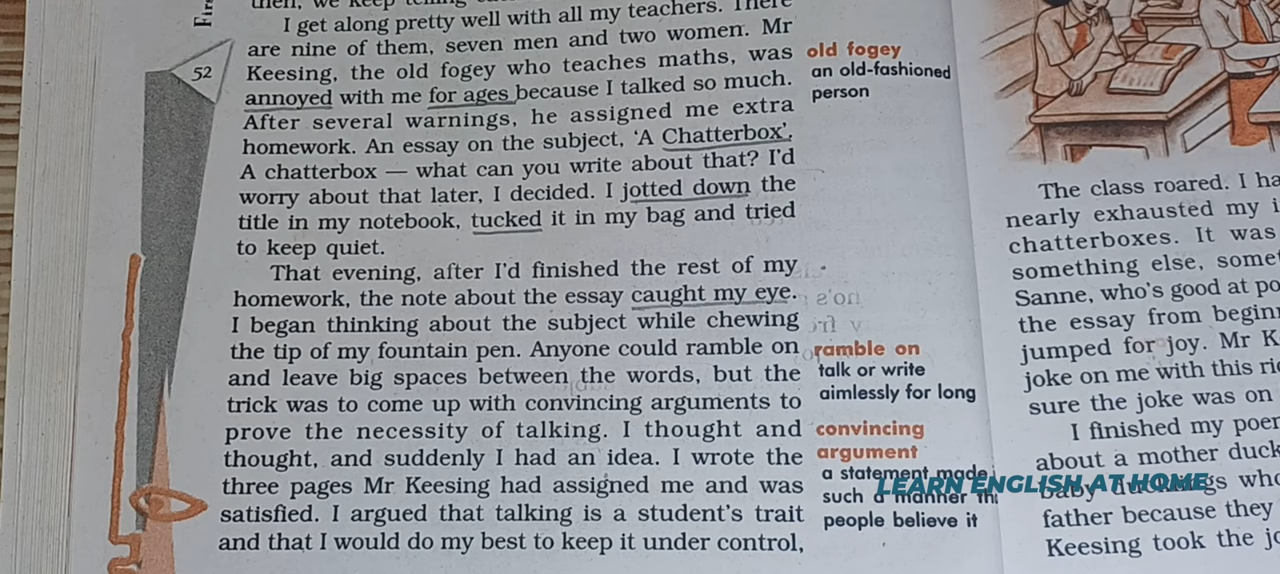 then, we keep
I get along pretty well with all my teachers. There
are nine of them, seven men and two women. Mr
Keesing, the old fogey who teaches maths, was
annoyed with me for ages because I talked so much.
After several warnings, he assigned me extra
homework. An essay on the subject, ‘A Chatterbox’.
A chatterbox — what can you write about that? I’d
worry about that later, I decided. I jotted down the
title in my notebook, tucked it in my bag and tried
to keep quiet.
That evening, after I’d finished the rest of my
homework, the note about the essay caught my eye.
I began thinking about the subject while chewing
the tip of my fountain pen. Anyone could ramble on
and leave big spaces between the words, but the
trick was to come up with convincing arguments to
prove the necessity of talking. I thought and
thought, and suddenly I had an idea. I wrote the
three pages Mr Keesing had assigned me and was
satisfied. I argued that talking is a student’s trait
and that I would do my best to keep it under control,
52
old fogey
an old-fashioned
person
ramble on
talk or write
aimlessly for long
convincing
argument
a statement made
such a manner
people believe it
The class roared. I
nearly exhausted my
chatterboxes. It was
something else,
Sanne, who’s good at
the essay from
jumped for joy. Mr
joke on me with this
sure the joke was on
I finished my
about a mother
baby
father because they
Keesing took the
LEARN ENGLISH AT HOME